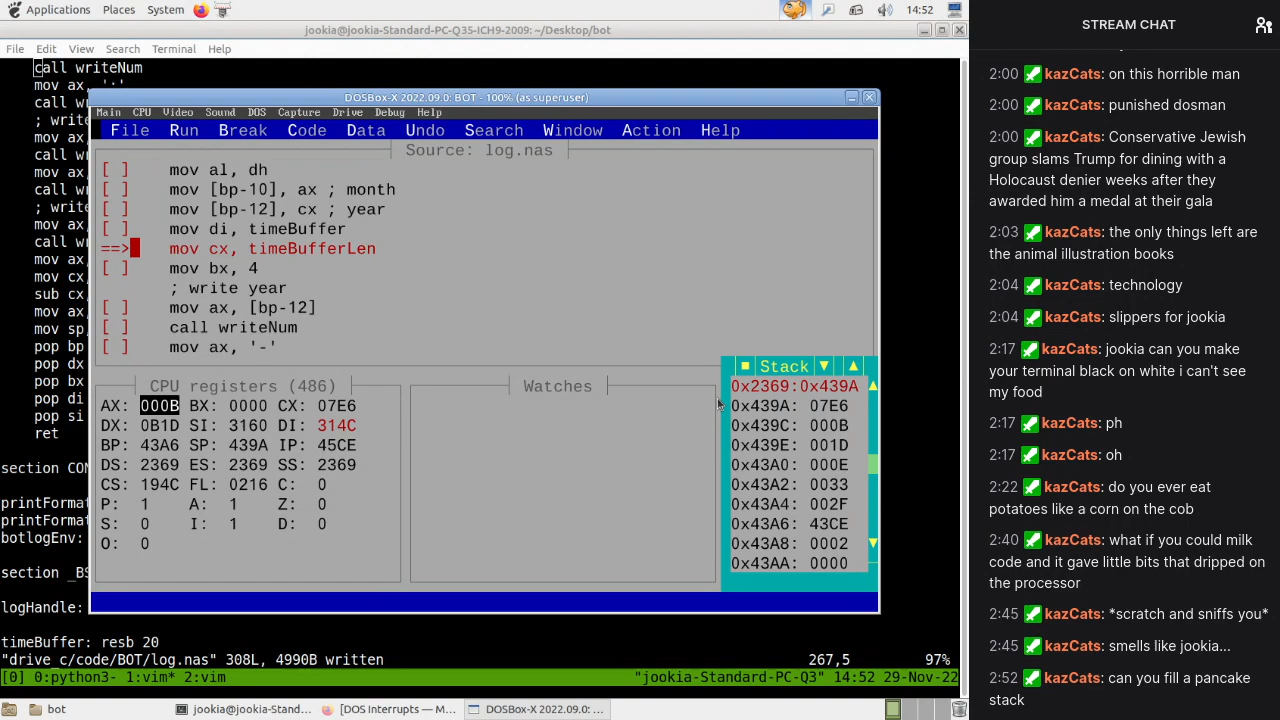 Applications Places System 14:52
jookia@jookia-Standard-PC-Q35-ICH9-2009: ~/Desktop/bot
File Edit View Search Terminal Help
call writeNum
mov ax, ':'
call wr
; write
mov ax,
call wr
mov ax,
call wr
; write
mov ax,
call wr
mov ax,
mov cx,
sub cx,
mov ax,
mov sp,
pop bp
pop dx
pop bx
pop di
pop si
ret
section CON
printFormat
printFormat
botlogEnv:
section _BS
logHandle:
timeBuffer: resb 20
"drive_c/code/BOT/log.nas" 308L, 4990B written 267,5 97%
[0] 0:python3- 1:vim* 2:vim "jookia-Standard-PC-Q3" 14:52 29-Nov-22
DOSBox-X 2022.09.0: BOT - 100% (as superuser)
Main CPU Video Sound DOS Capture Drive Debug Help
File Run Break Code Data Undo Search Window Action Help
Source: log.nas
[ ] mov al, dh
[ ] mov [bp-10], ax ; month
[ ] mov [bp-12], cx ; year
[ ] mov di, timeBuffer
==> mov cx, timeBufferLen
[ ] mov bx, 4
; write year
[ ] mov ax, [bp-12]
[ ] call writeNum
[ ] mov ax, '-'
CPU registers (486)
AX: 000B BX: 0000 CX: 07E6
DX: 0B1D SI: 3160 DI: 314C
BP: 43A6 SP: 439A IP: 45CE
DS: 2369 ES: 2369 SS: 2369
CS: 194C FL: 0216 C: 0
P: 1 A: 1 Z: 0
S: 0 I: 1 D: 0
O: 0
Watches
Stack
0x2369:0x439A
0x439A: 07E6
0x439C: 000B
0x439E: 001D
0x43A0: 000E
0x43A2: 0033
0x43A4: 002F
0x43A6: 43CE
0x43A8: 0002
0x43AA: 0000
bot jookia@jookia-Stand... [DOS Interrupts — M... DOSBox-X 2022.09.0: ...
STREAM CHAT
2:00 kazCats: on this horrible man
2:00 kazCats: punished dosman
2:00 kazCats: Conservative Jewish
group slams Trump for dining with a
Holocaust denier weeks after they
awarded him a medal at their gala
2:03 kazCats: the only things left are
the animal illustration books
2:04 kazCats: technology
2:04 kazCats: slippers for jookia
2:17 kazCats: jookia can you make
your terminal black on white i can't see
my food
2:17 kazCats: ph
2:17 kazCats: oh
2:22 kazCats: do you ever eat
potatoes like a corn on the cob
2:40 kazCats: what if you could milk
code and it gave little bits that dripped on
the processor
2:45 kazCats: *scratch and sniffs you*
2:45 kazCats: smells like jookia...
2:52 kazCats: can you fill a pancake
stack